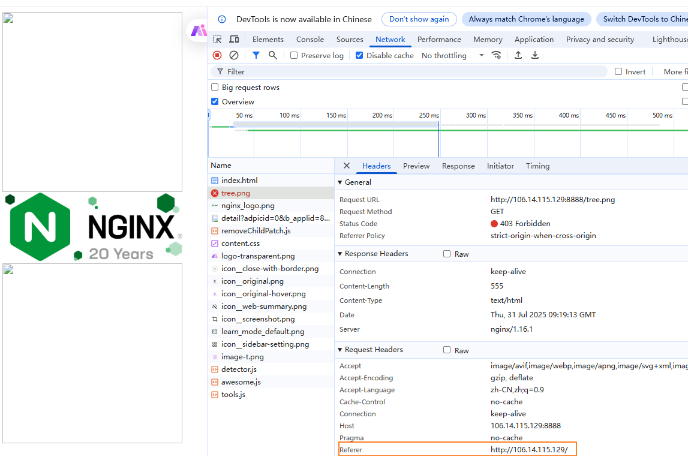 NGINX
20 Years
DevTools is now available in Chinese
Don't show again
Always match Chrome's language
Switch DevTools to Chine
Elements
Console
Sources
Network
Performance
Memory
Application
Privacy and security
Lighthous
Preserve log
Disable cache
No throttling
Filter
Invert
More fi
Big request rows
Overview
50 ms
100 ms
150 ms
200 ms
250 ms
300 ms
350 ms
400 ms
450 ms
500 ms
Name
index.html
tree.png
nginx_logo.png
detail?adpicid=0&b_applid=8...
removeChildPatch.js
content.css
logo-transparent.png
icon__close-with-border.png
icon__original.png
icon__original-hover.png
icon__web-summary.png
icon__screenshot.png
learn_mode_default.png
icon__sidebar-setting.png
image-t.png
detector.js
awesome.js
tools.js
Headers
Preview
Response
Initiator
Timing
General
Request URL
http://106.14.115.129:8888/tree.png
Request Method
GET
Status Code
403 Forbidden
Referrer Policy
strict-origin-when-cross-origin
Response Headers
Raw
Connection
keep-alive
Content-Length
555
Content-Type
text/html
Date
Thu, 31 Jul 2025 09:19:13 GMT
Server
nginx/1.16.1
Request Headers
Raw
Accept
image/avif,image/webp,image/apng,image/svg+xml,imag
Accept-Encoding
gzip, deflate
Accept-Language
zh-CN,zh;q=0.9
Cache-Control
no-cache
Connection
keep-alive
Host
106.14.115.129:8888
Pragma
no-cache
Referer
http://106.14.115.129/